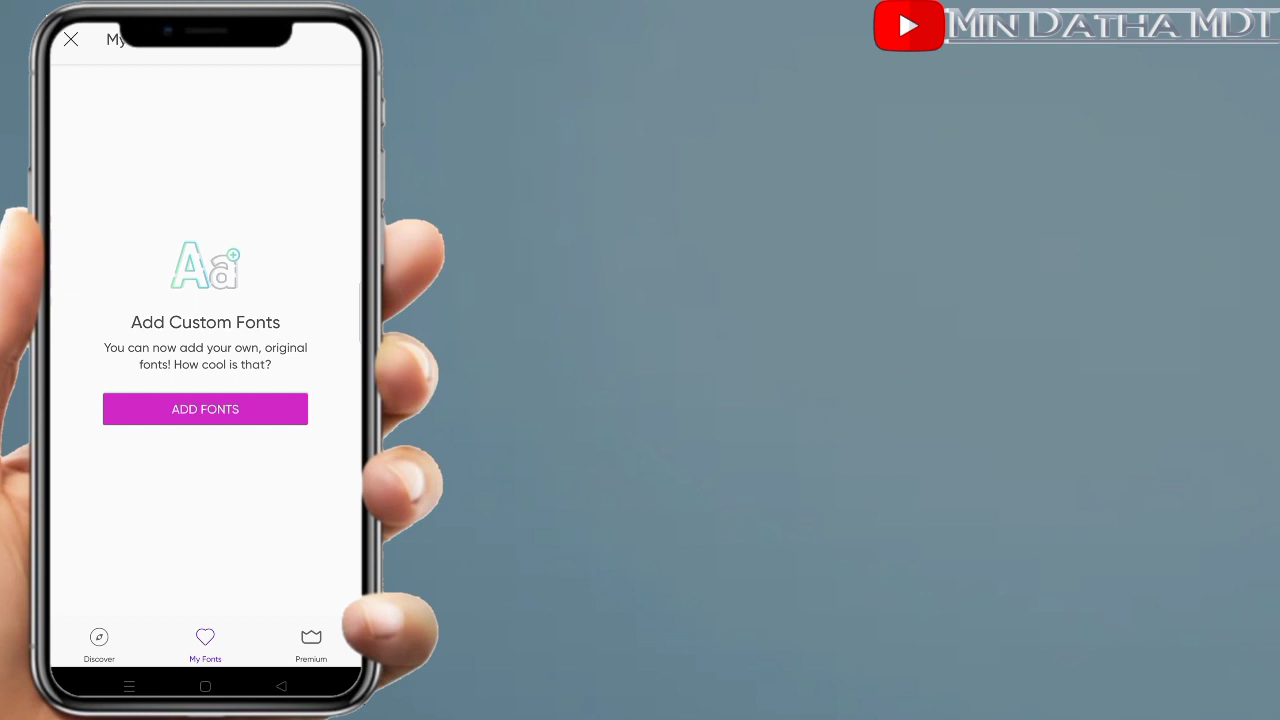 My
MIN DATHA MDT
Aa
Add Custom Fonts
You can now add your own, original
fonts! How cool is that?
ADD FONTS
Discover
My Fonts
Premium